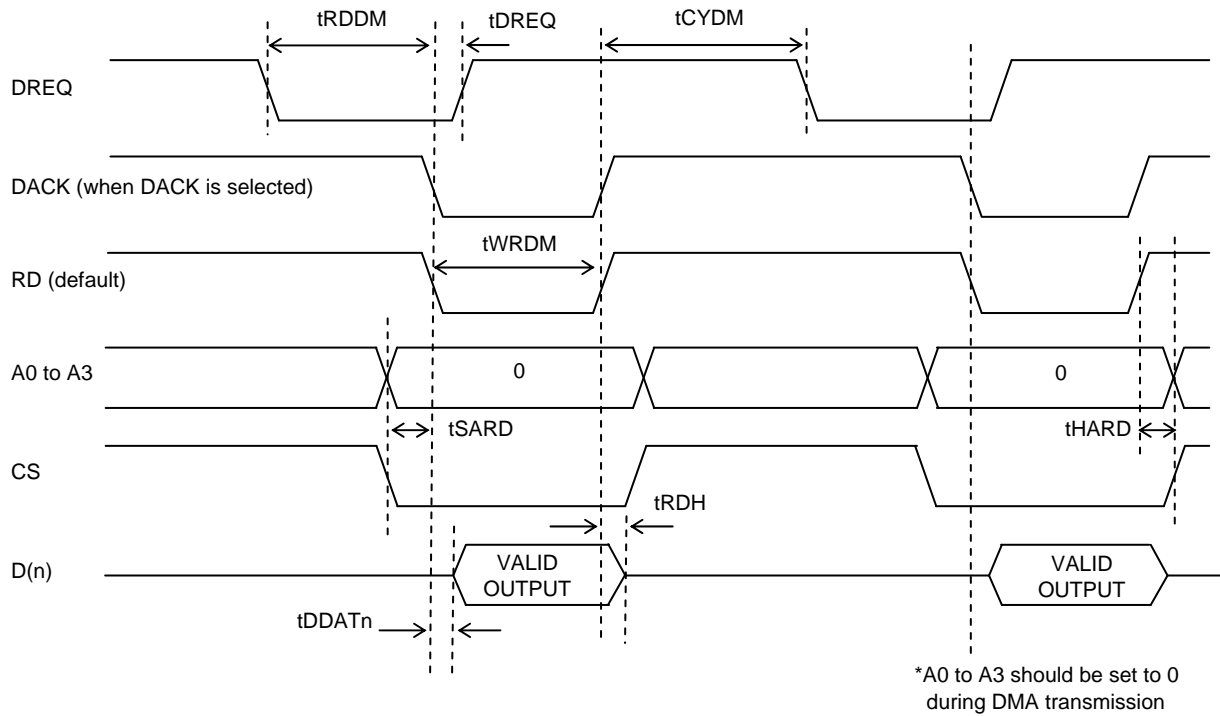 tRDDM
tDREQ
tCYDM
DREQ
DACK (when DACK is selected)
tWRDM
RD (default)
A0 to A3
0
0
tSARD
tHARD
CS
tRDH
D(n)
VALID
OUTPUT
VALID
OUTPUT
tDDATn
*A0 to A3 should be set to 0
during DMA transmission